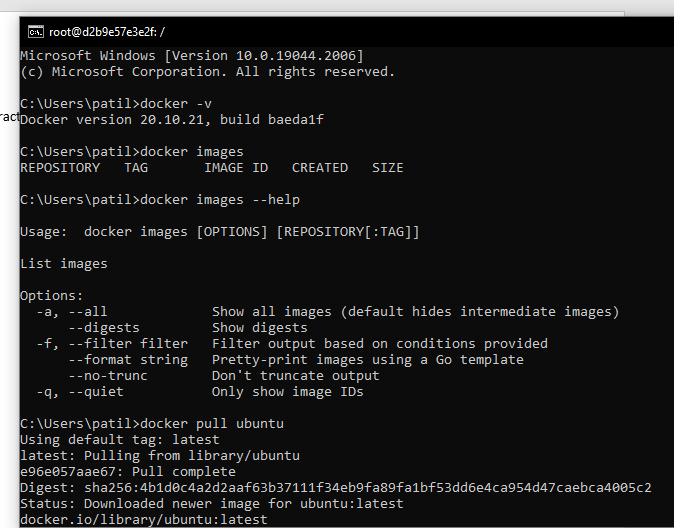 root@d2b9e57e3e2f: /
Microsoft Windows [Version 10.0.19044.2006]
(c) Microsoft Corporation. All rights reserved.
C:\Users\patil>docker -v
ract
Docker version 20.10.21, build baeda1f
C:\Users\patil>docker images
REPOSITORY   TAG       IMAGE ID   CREATED   SIZE
C:\Users\patil>docker images --help
Usage:  docker images [OPTIONS] [REPOSITORY[:TAG]]
List images
Options:
  -a, --all             Show all images (default hides intermediate images)
      --digests         Show digests
  -f, --filter filter   Filter output based on conditions provided
      --format string   Pretty-print images using a Go template
      --no-trunc        Don't truncate output
  -q, --quiet           Only show image IDs
C:\Users\patil>docker pull ubuntu
Using default tag: latest
latest: Pulling from library/ubuntu
e96e057aae67: Pull complete
Digest: sha256:4b1d0c4a2d2aaf63b37111f34eb9fa89fa1bf53dd6e4ca954d47caebca4005c2
Status: Downloaded newer image for ubuntu:latest
docker.io/library/ubuntu:latest